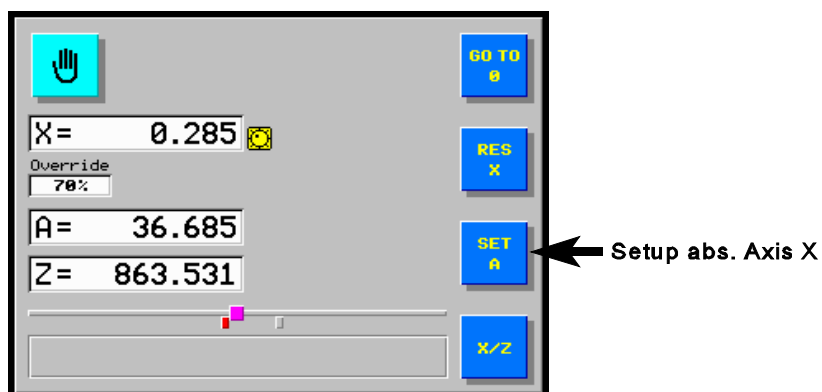 GO TO
0
X= 0.285
Override
70%
RES
X
A= 36.685
SET
A
Setup abs. Axis X
Z= 863.531
X/Z